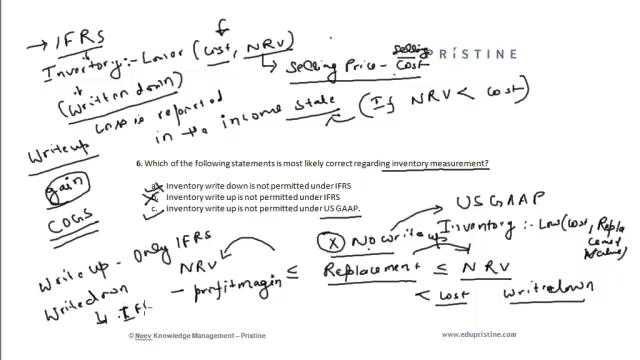 → IFRS
Inventory :- Lower (Cost, NRV)
↳ Selling Price - Selling Cost
PRISTINE
(Written down)
Loss is reported
in the income state (If NRV < cost)
Write up
gain
COGS
6. Which of the following statements is most likely correct regarding inventory measurement?
a. Inventory write down is not permitted under IFRS
b. Inventory write up is not permitted under IFRS
c. Inventory write up is not permitted under US GAAP.
US GAAP
Inventory :- Low (Cost, Replacement Value)
(X) No write up
Write up - Only IFRS
Write down
↳ IF
NRV - profit margin ≤ Replacement ≤ NRV
< cost Write down
© Neev Knowledge Management – Pristine
www.edupristine.com